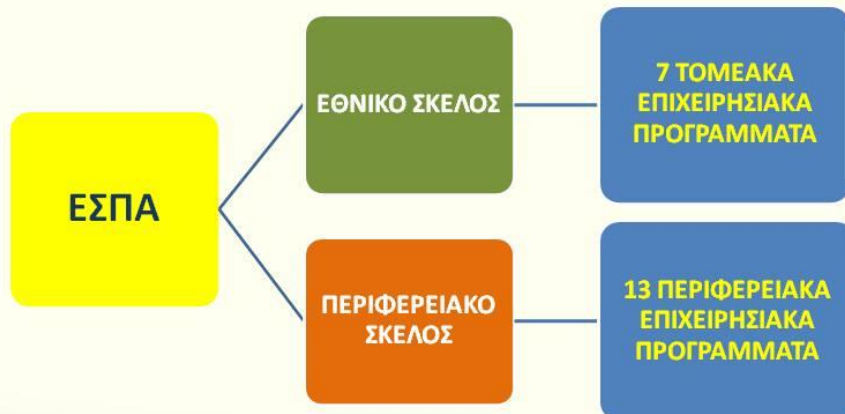 ΕΣΠΑ
ΕΘΝΙΚΟ ΣΚΕΛΟΣ
7 ΤΟΜΕΑΚΑ
ΕΠΙΧΕΙΡΗΣΙΑΚΑ
ΠΡΟΓΡΑΜΜΑΤΑ
ΠΕΡΙΦΕΡΕΙΑΚΟ
ΣΚΕΛΟΣ
13 ΠΕΡΙΦΕΡΕΙΑΚΑ
ΕΠΙΧΕΙΡΗΣΙΑΚΑ
ΠΡΟΓΡΑΜΜΑΤΑ